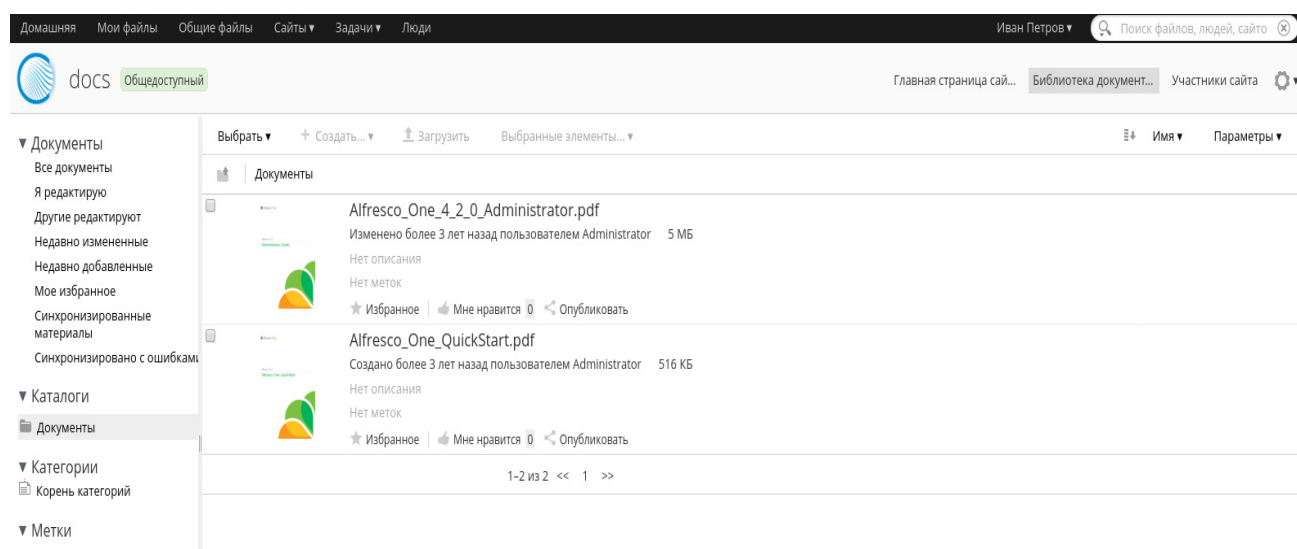 Домашняя Мои файлы Общие файлы Сайты ▾ Задачи ▾ Люди Иван Петров ▾ Поиск файлов, людей, сайто
docs Общедоступный Главная страница сай... Библиотека документ... Участники сайта
Выбрать ▾ + Создать... ▾ Загрузить Выбранные элементы... ▾ Имя ▾ Параметры ▾
Документы
▾ Документы
Все документы
Я редактирую
Другие редактируют
Недавно измененные
Недавно добавленные
Мое избранное
Синхронизированные
материалы
Синхронизировано с ошибками
▾ Каталоги
Документы
▾ Категории
Корень категорий
▾ Метки
Alfresco_One_4_2_0_Administrator.pdf
Изменено более 3 лет назад пользователем Administrator 5 МБ
Нет описания
Нет меток
Избранное Мне нравится 0 Опубликовать
Alfresco_One_QuickStart.pdf
Создано более 3 лет назад пользователем Administrator 516 КБ
Нет описания
Нет меток
Избранное Мне нравится 0 Опубликовать
1–2 из 2 << 1 >>